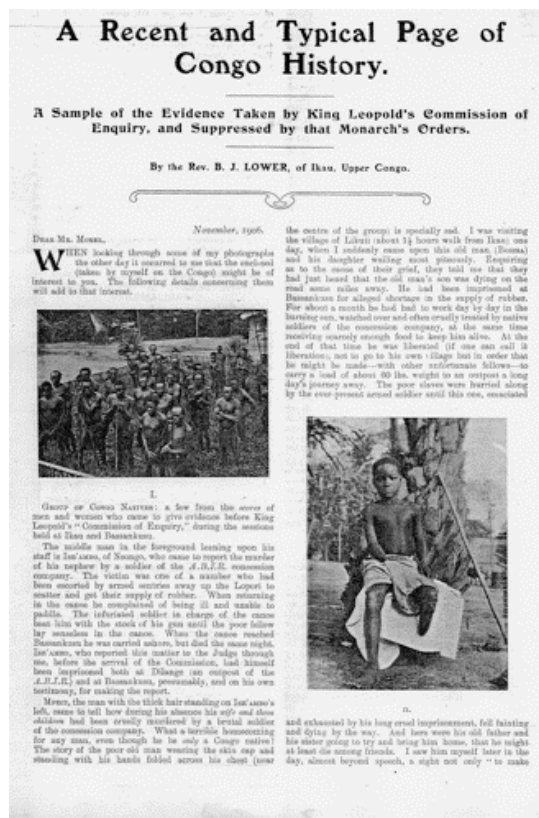 A Recent and Typical Page of
Congo History.
A Sample of the Evidence Taken by King Leopold's Commission of
Enquiry, and Suppressed by that Monarch's Orders.
By the Rev. B. J. LOWER, of Ikau, Upper Congo.
November, 1906.
DEAR MR. MOREL,
WHEN looking through some of my photographs
the other day it occurred to me that the enclosed
(taken by myself on the Congo) might be of
interest to you. The following details concerning them
will add to that interest.
I.
GROUP OF CONGO NATIVES: a few from the scores of
men and women who came to give evidence before King
Leopold's "Commission of Enquiry," during the sessions
held at Ikau and Bassankusu.
The middle man in the foreground leaning upon his
staff is of Nsongo, who came to report the murder
of his nephew by a soldier of the A.B.I.R. concession
company. The victim was one of a number who had
been escorted by armed sentries away up the Lopori to
scatter and get their supply of rubber. When returning
in the canoe he complained of being ill and unable to
paddle. The infuriated soldier in charge of the canoe
beat him with the stock of his gun until the poor fellow
lay senseless in the canoe. When the canoe reached
Bassankusu he was carried ashore, but died the same night.
who reported this matter to the Judge through
me, before the arrival of the Commission, had himself
been imprisoned both at Dilange (an outpost of the
A.B.I.R.) and at Bassankusu, presumably, and on his own
testimony, for making the report.
the man with the thick hair standing on
left, came to tell how during his absence his wife and three
children had been cruelly murdered by a brutal soldier
of the concession company. What a terrible homecoming
for any man, even though he be only a Congo native!
The story of the poor old man wearing the skin cap and
standing with his hands folded across his chest (near
the centre of the group) is specially sad. I was visiting
the village of Likuli (about 1½ hours walk from Ikau) one
day, when I suddenly came upon this old man
and his daughter wailing most piteously. Enquiring
as to the cause of their grief, they told me that they
had just heard that the old man's son was dying on the
road some miles away. He had been imprisoned at
Bassankusu for alleged shortage in the supply of rubber.
For about a month he had had to work day by day in the
burning sun, watched over and often cruelly treated by native
soldiers of the concession company, at the same time
receiving scarcely enough food to keep him alive. At the
end of that time he was liberated (if one can call it
liberation), not to go to his own village but in order that
he might be made—with other unfortunate fellows—to
carry a load of about 60 lbs. weight to an outpost a long
day's journey away. The poor slaves were hurried along
by the ever-present armed soldier until this one, emaciated
II.
and exhausted by his long cruel imprisonment, fell fainting
and dying by the way. And here were his old father and
his sister going to try and bring him home, that he might
at least die among friends. I saw him myself later in the
day, almost beyond speech, a sight not only "to make